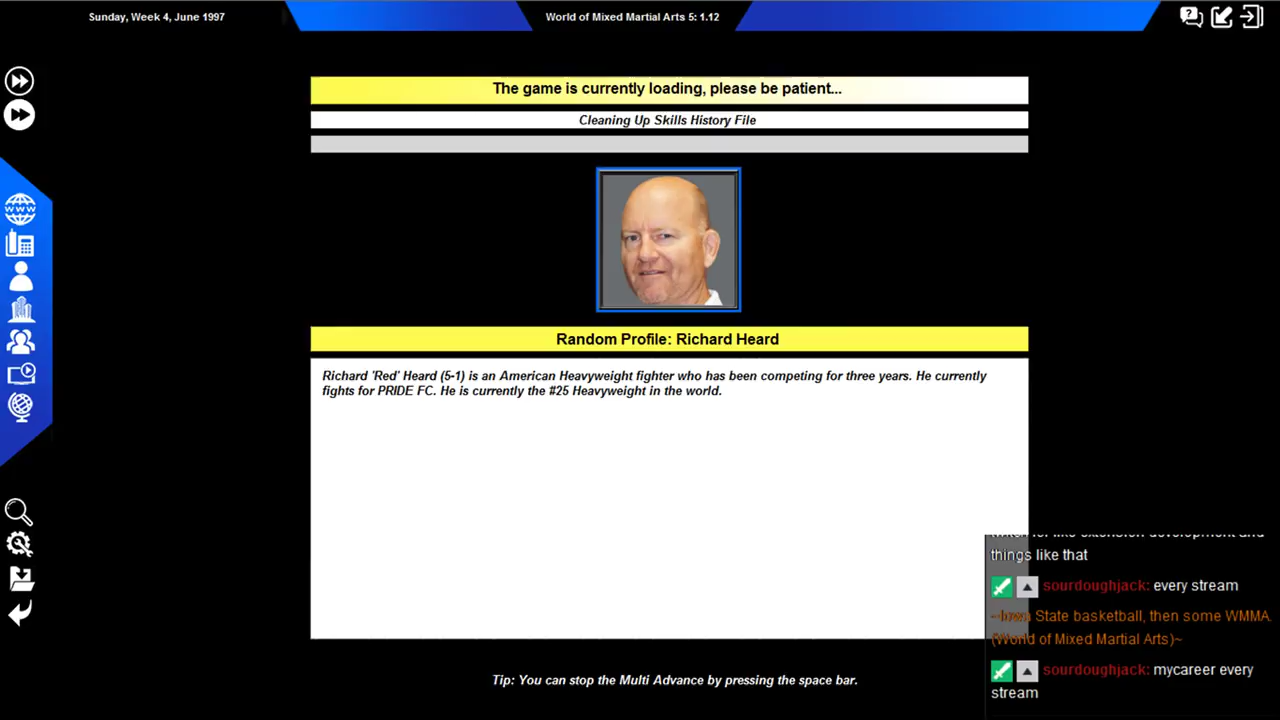 Sunday, Week 4, June 1997
World of Mixed Martial Arts 5: 1.12
The game is currently loading, please be patient...
Cleaning Up Skills History File
Random Profile: Richard Heard
Richard 'Red' Heard (5-1) is an American Heavyweight fighter who has been competing for three years. He currently
fights for PRIDE FC. He is currently the #25 Heavyweight in the world.
Tip: You can stop the Multi Advance by pressing the space bar.
WWW
things like that
sourdoughjack: every stream
~Iowa State basketball, then some WMMA.
(World of Mixed Martial Arts)~
sourdoughjack: mycareer every
stream